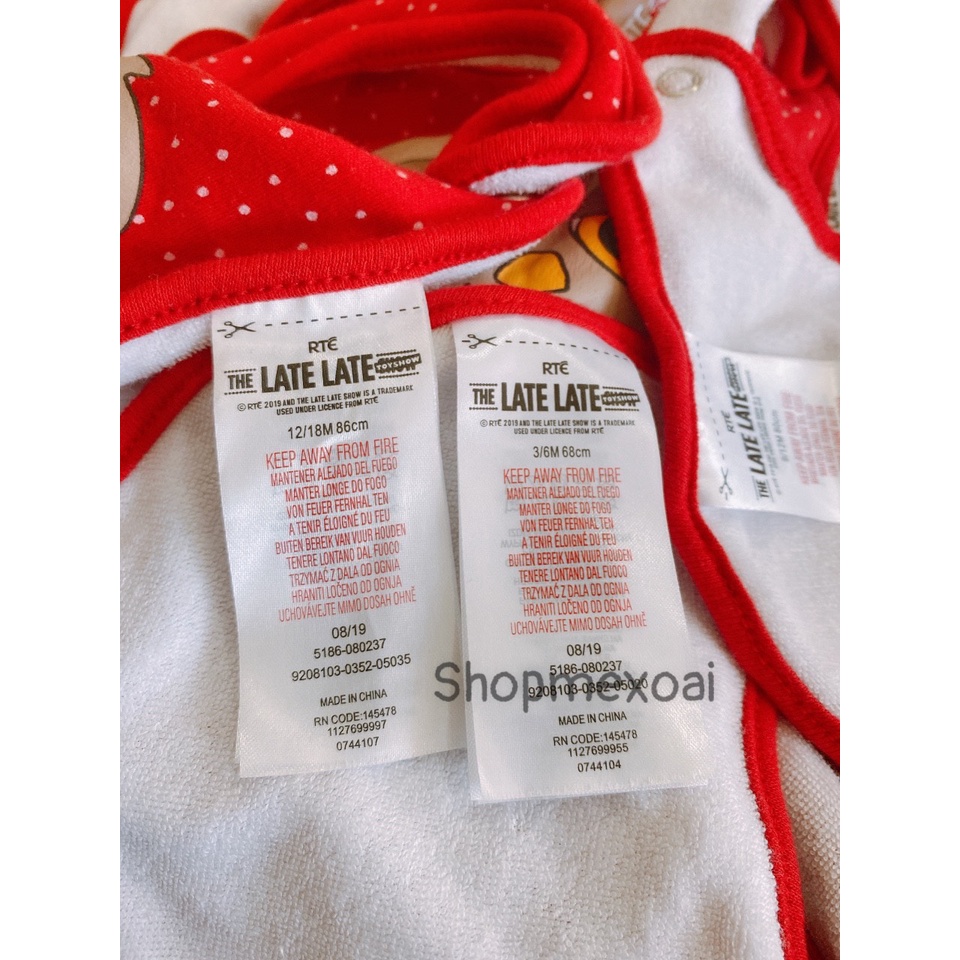 RTÉ
THE LATE LATE SHOW
TOYSHOW
© RTÉ 2019 AND THE LATE LATE SHOW IS A TRADEMARK
USED UNDER LICENCE FROM RTÉ
12/18M 86cm
KEEP AWAY FROM FIRE
MANTENER ALEJADO DEL FUEGO
MANTER LONGE DO FOGO
VON FEUER FERNHAL TEN
A TENIR ÉLOIGNÉ DU FEU
BUITEN BEREIK VAN VUUR HOUDEN
TENERE LONTANO DAL FUOCO
TRZYMAĆ Z DALA OD OGNIA
HRANITI LOČENO OD OGNJA
UCHOVÁVEJTE MIMO DOSAH OHNĚ
08/19
5186-080237
9208103-0352-05035
MADE IN CHINA
RN CODE:145478
1127699997
0744107
RTÉ
THE LATE LATE SHOW
TOYSHOW
© RTÉ 2019 AND THE LATE LATE SHOW IS A TRADEMARK
USED UNDER LICENCE FROM RTÉ
3/6M 68cm
KEEP AWAY FROM FIRE
MANTENER ALEJADO DEL FUEGO
MANTER LONGE DO FOGO
VON FEUER FERNHAL TEN
A TENIR ÉLOIGNÉ DU FEU
BUITEN BEREIK VAN VUUR HOUDEN
TENERE LONTANO DAL FUOCO
TRZYMAĆ Z DALA OD OGNIA
HRANITI LOČENO OD OGNJA
UCHOVÁVEJTE MIMO DOSAH OHNĚ
08/19
5186-080237
9208103-0352-05020
MADE IN CHINA
RN CODE:145478
1127699955
0744104
Shopmexoai
RTÉ
THE LATE LATE